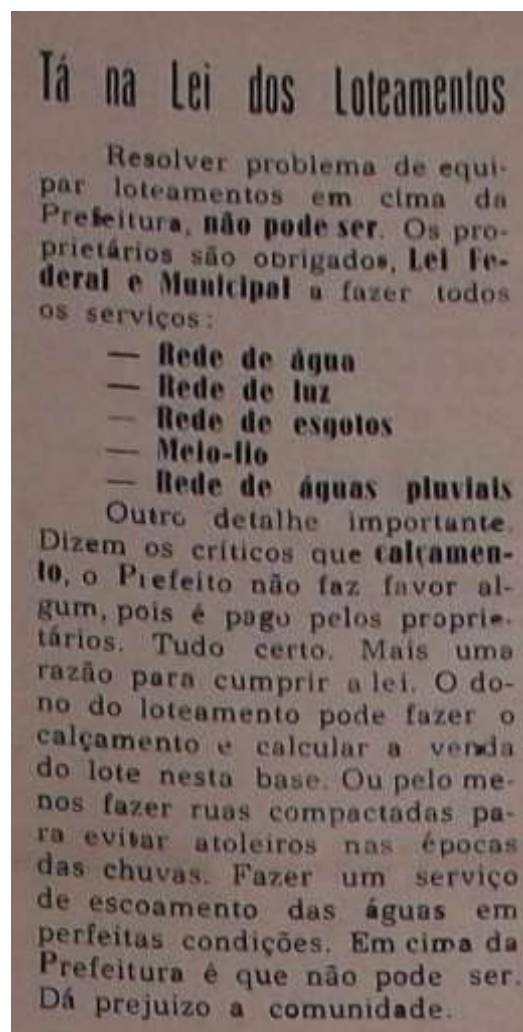 Tá na Lei dos Loteamentos
Resolver problema de equi-
par loteamentos em cima da
Prefeitura, não pode ser. Os pro-
prietários são obrigados, Lei Fe-
deral e Municipal a fazer todos
os serviços:
— Rede de água
— Rede de luz
— Rede de esgotos
— Meio-fio
— Rede de águas pluviais
Outro detalhe importante.
Dizem os críticos que calçamen-
to, o Prefeito não faz favor al-
gum, pois é pago pelos proprie-
tários. Tudo certo. Mais uma
razão para cumprir a lei. O do-
no do loteamento pode fazer o
calçamento e calcular a venda
do lote nesta base. Ou pelo me-
nos fazer ruas compactadas pa-
ra evitar atoleiros nas épocas
das chuvas. Fazer um serviço
de escoamento das águas em
perfeitas condições. Em cima da
Prefeitura é que não pode ser.
Dá prejuizo a comunidade.